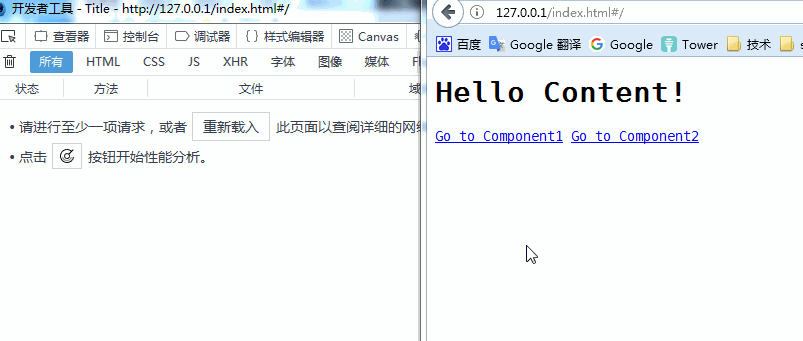 开发者工具 - Title - http://127.0.0.1/index.html#/
查看器 控制台 调试器 样式编辑器 Canvas
所有 HTML CSS JS XHR 字体 图像 媒体
状态 方法 文件 域
• 请进行至少一项请求，或者 重新载入 此页面以查阅详细的网络
• 点击 按钮开始性能分析。
127.0.0.1/index.html#/
百度 Google 翻译 Google Tower 技术
Hello Content!
Go to Component1 Go to Component2